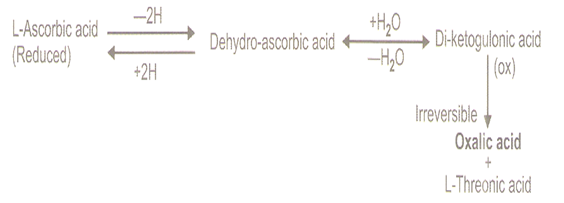 L-Ascorbic acid
(Reduced)
—2H
+2H
Dehydro-ascorbic acid
+H₂O
—H₂O
Di-ketogulonic acid
(ox)
Irreversible
Oxalic acid
+
L-Threonic acid